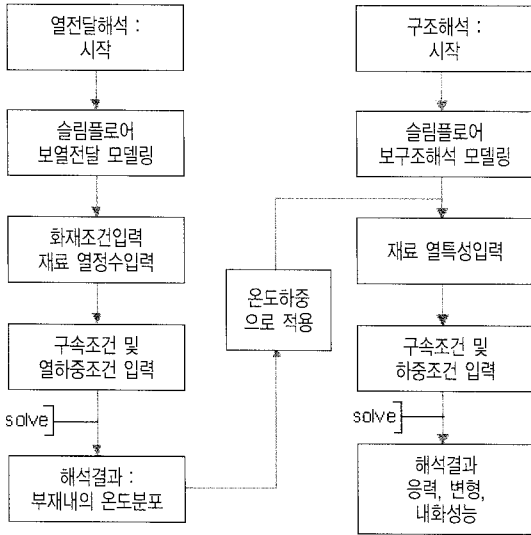 열전달해석 :
시작
슬림플로어
보열전달 모델링
화재조건입력
재료 열정수입력
구속조건 및
열하중조건 입력
solve
해석결과 :
부재내의 온도분포
온도하중
으로 적용
구조해석 :
시작
슬림플로어
보구조해석 모델링
재료 열특성입력
구속조건 및
하중조건 입력
solve
해석결과
응력, 변형,
내화성능